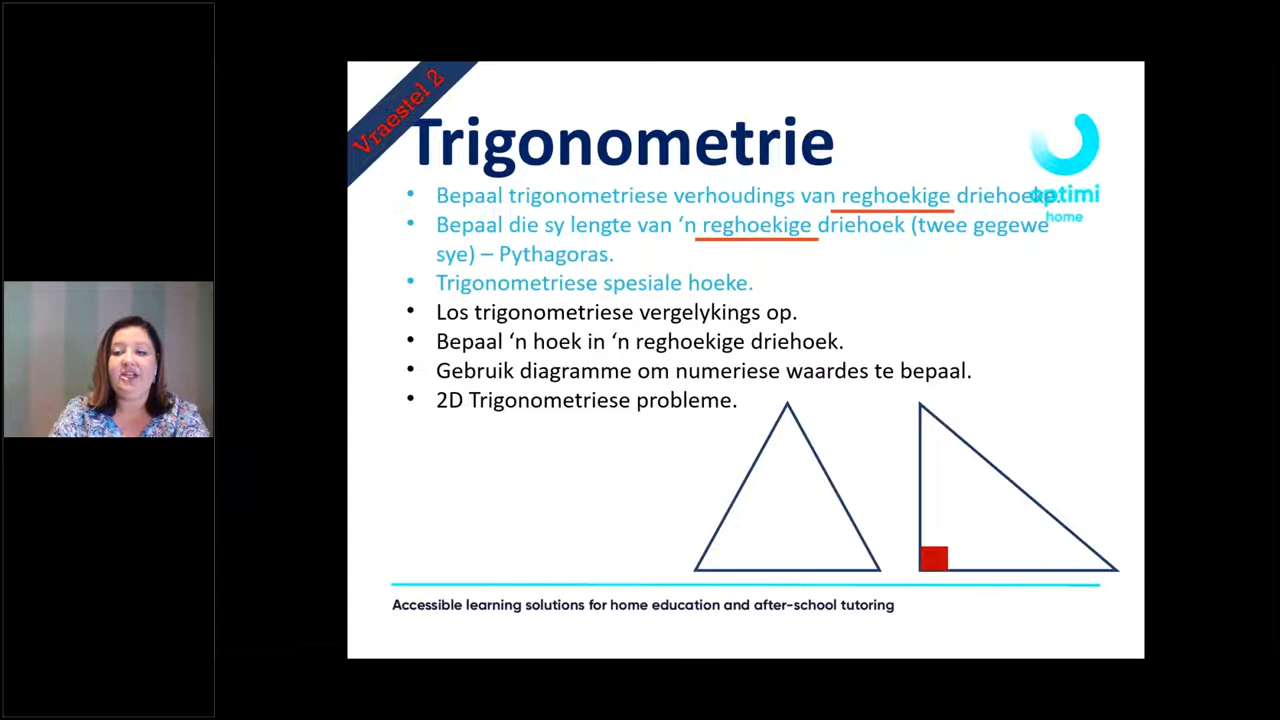 Vraestel 2
Trigonometrie
• Bepaal trigonometriese verhoudings van reghoekige driehoeke.
• Bepaal die sy lengte van ‘n reghoekige driehoek (twee gegewe
sye) – Pythagoras.
• Trigonometriese spesiale hoeke.
• Los trigonometriese vergelykings op.
• Bepaal ‘n hoek in ‘n reghoekige driehoek.
• Gebruik diagramme om numeriese waardes te bepaal.
• 2D Trigonometriese probleme.
optimi
home
Accessible learning solutions for home education and after-school tutoring